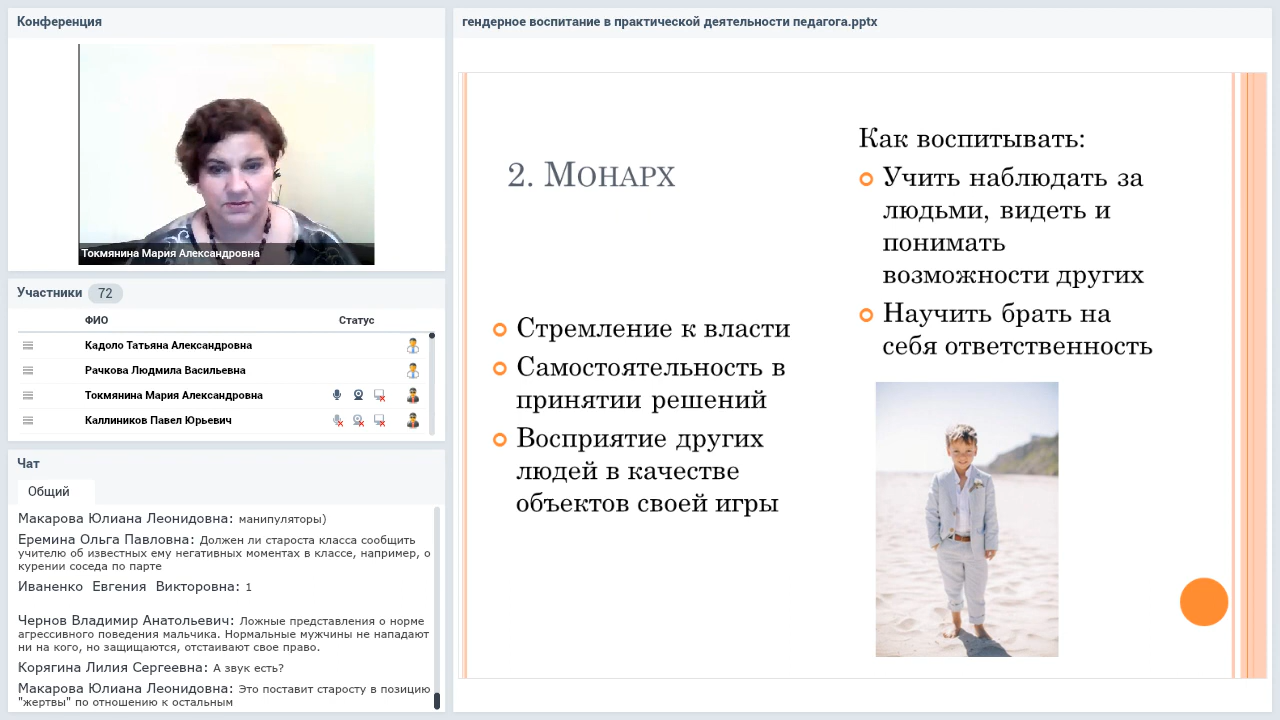 Конференция
Токмянина Мария Александровна
Участники 72
ФИО Статус
Кадоло Татьяна Александровна
Рачкова Людмила Васильевна
Токмянина Мария Александровна
Каллиников Павел Юрьевич
Чат
Общий
Макарова Юлиана Леонидовна: манипуляторы)
Еремина Ольга Павловна: Должен ли староста класса сообщить
учителю об известных ему негативных моментах в классе, например, о
курении соседа по парте
Иваненко Евгения Викторовна: 1
Чернов Владимир Анатольевич: Ложные представления о норме
агрессивного поведения мальчика. Нормальные мужчины не нападают
ни на кого, но защищаются, отстаивают свое право.
Корягина Лилия Сергеевна: А звук есть?
Макарова Юлиана Леонидовна: Это поставит старосту в позицию
"жертвы" по отношению к остальным
гендерное воспитание в практической деятельности педагога.pptx
2. Монарх
Стремление к власти
Самостоятельность в
принятии решений
Восприятие других
людей в качестве
объектов своей игры
Как воспитывать:
Учить наблюдать за
людьми, видеть и
понимать
возможности других
Научить брать на
себя ответственность